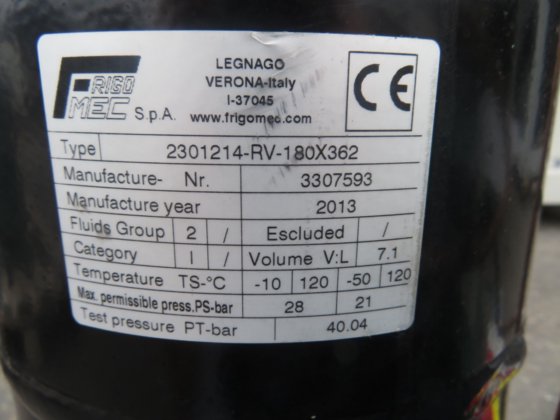 FRIGO
MEC S.p.A.
LEGNAGO
VERONA-Italy
I-37045
www.frigomec.com
CE
Type 2301214-RV-180X362
Manufacture- Nr. 3307593
Manufacture year 2013
Fluids Group 2 / Escluded /
Category I / Volume V:L 7.1
Temperature TS-°C -10 120 -50 120
Max. permissible press.PS-bar 28 21
Test pressure PT-bar 40.04